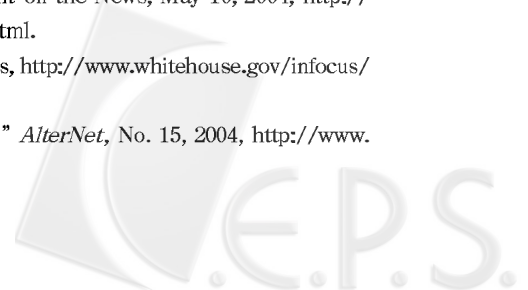 on the News, May 10, 2004, http://
tml.
s, http://www.whitehouse.gov/infocus/
” AlterNet, No. 15, 2004, http://www.
C.E.P.S.